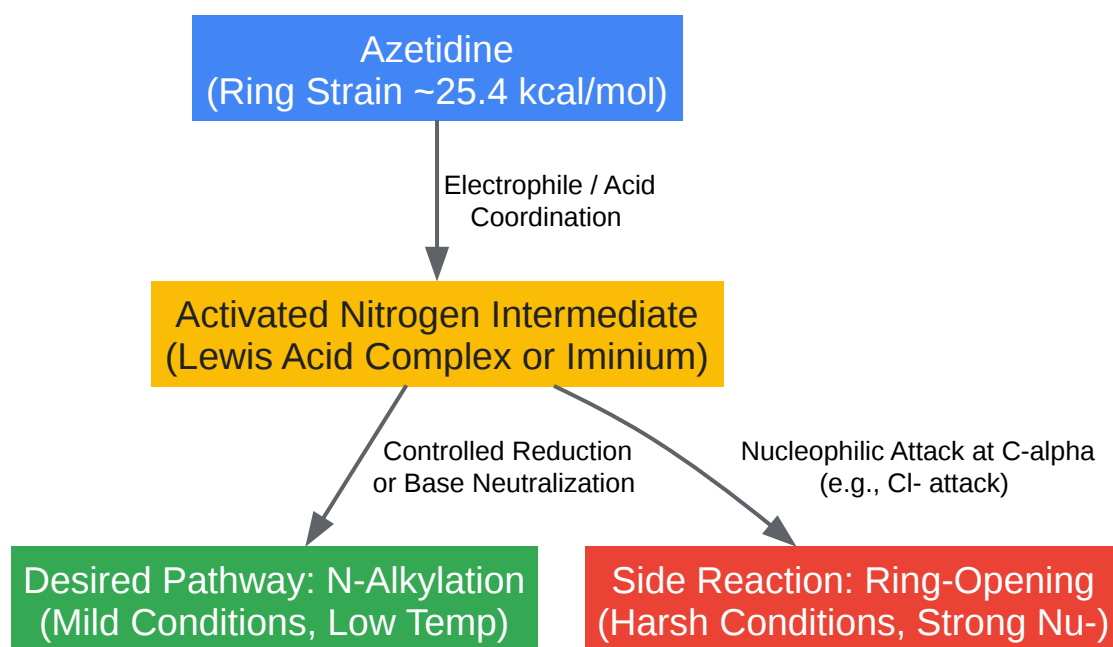 Azetidine
(Ring Strain ~25.4 kcal/mol)
Electrophile / Acid
Coordination
Activated Nitrogen Intermediate
(Lewis Acid Complex or Iminium)
Controlled Reduction
or Base Neutralization
Nucleophilic Attack at C-alpha
(e.g., Cl- attack)
Desired Pathway: N-Alkylation
(Mild Conditions, Low Temp)
Side Reaction: Ring-Opening
(Harsh Conditions, Strong Nu-)